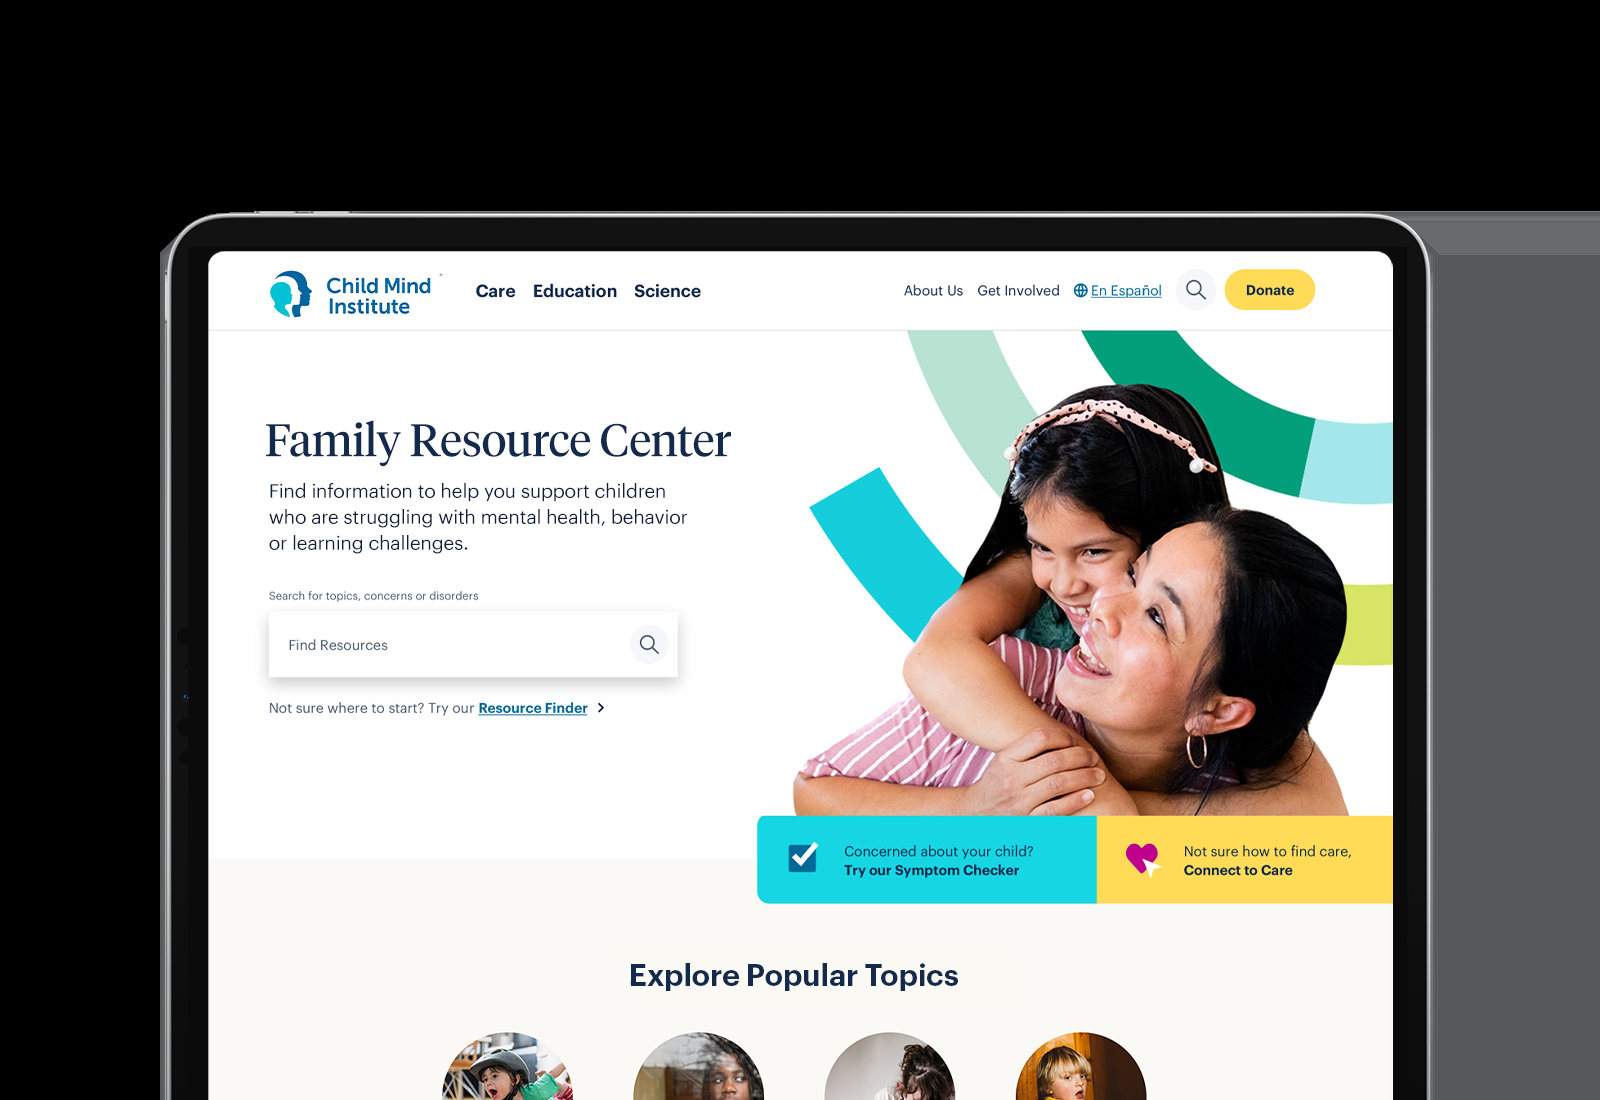 Child Mind
Institute
Care Education Science
About Us Get Involved En Español Donate
Family Resource Center
Find information to help you support children
who are struggling with mental health, behavior
or learning challenges.
Search for topics, concerns or disorders
Find Resources
Not sure where to start? Try our Resource Finder
Concerned about your child?
Try our Symptom Checker
Not sure how to find care,
Connect to Care
Explore Popular Topics